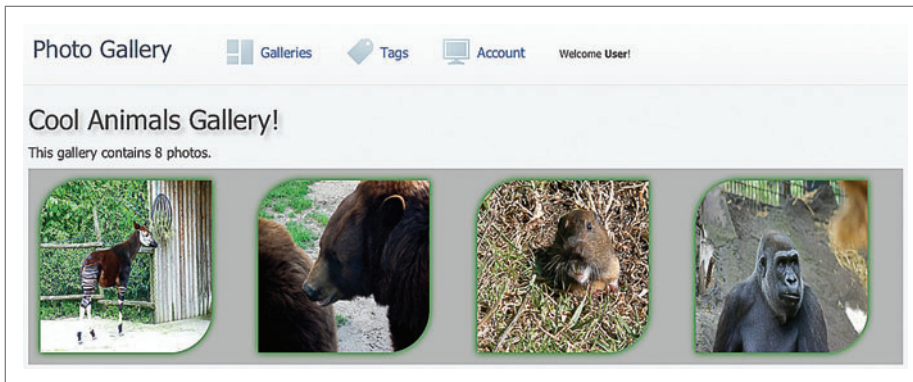 Photo Gallery Galleries Tags Account Welcome User!
Cool Animals Gallery!
This gallery contains 8 photos.